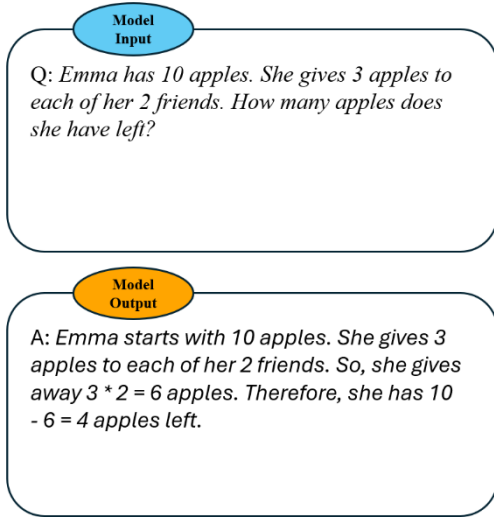 Model
Input
Q: Emma has 10 apples. She gives 3 apples to
each of her 2 friends. How many apples does
she have left?
Model
Output
A: Emma starts with 10 apples. She gives 3
apples to each of her 2 friends. So, she gives
away 3 * 2 = 6 apples. Therefore, she has 10
- 6 = 4 apples left.